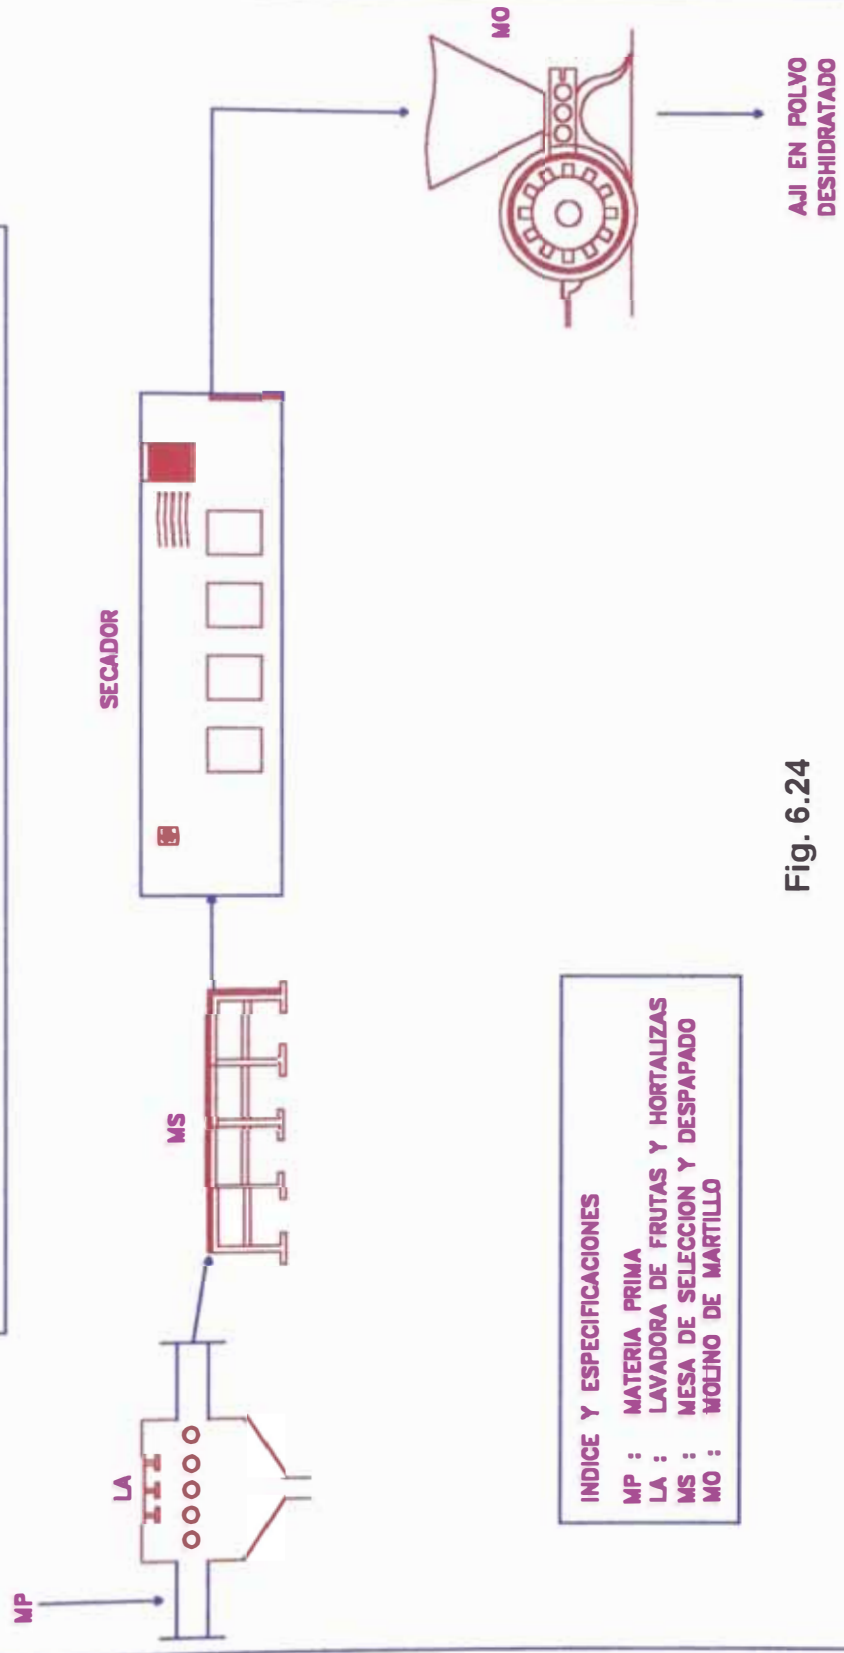 MP
LA
MS
SECADOR
MO
AJI EN POLVO
DESHIDRATADO
INDICE Y ESPECIFICACIONES
MP : MATERIA PRIMA
LA : LAVADORA DE FRUTAS Y HORTALIZAS
MS : MESA DE SELECCION Y DESPAPADO
MO : MOLINO DE MARTILLO
Fig. 6.24